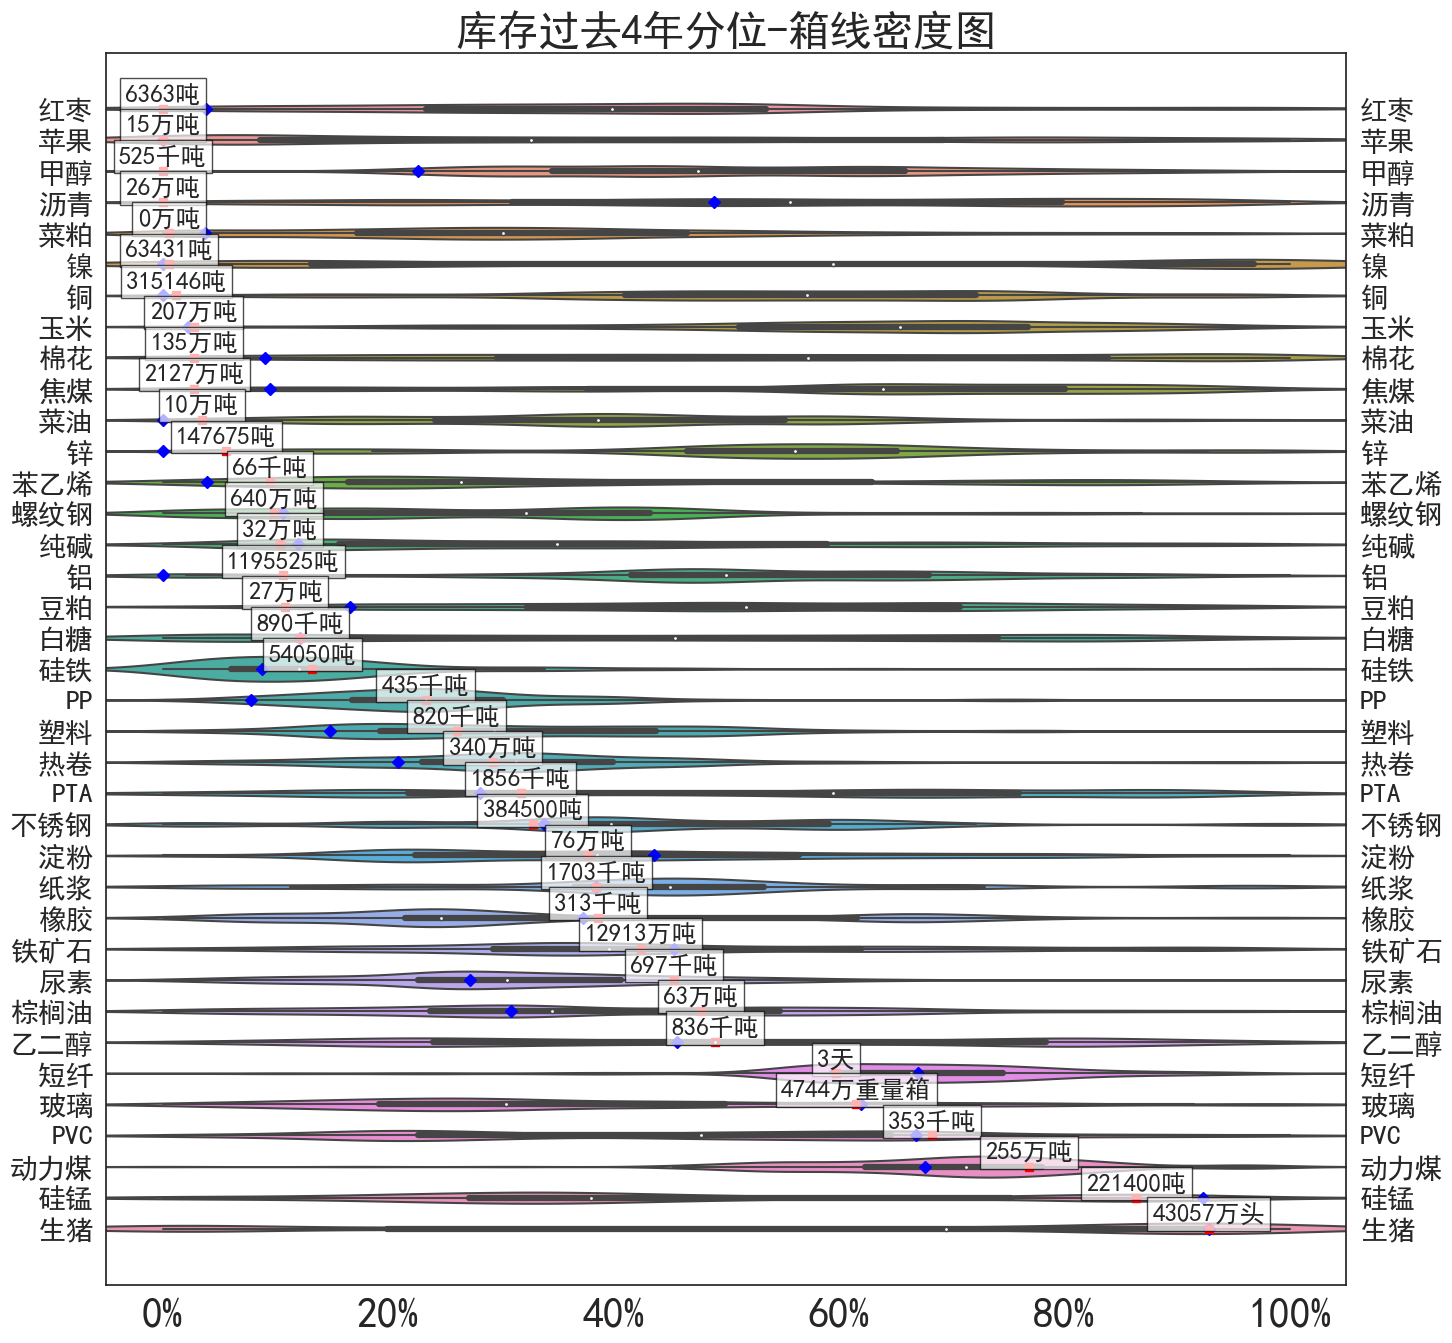 库存过去4年分位-箱线密度图
红枣 6363吨 红枣
苹果 15万吨 苹果
甲醇 525千吨 甲醇
沥青 26万吨 沥青
菜粕 0万吨 菜粕
镍 63431吨 镍
铜 315146吨 铜
玉米 207万吨 玉米
棉花 135万吨 棉花
焦煤 2127万吨 焦煤
菜油 10万吨 菜油
锌 147675吨 锌
苯乙烯 66千吨 苯乙烯
螺纹钢 640万吨 螺纹钢
纯碱 32万吨 纯碱
铝 1195525吨 铝
豆粕 27万吨 豆粕
白糖 890千吨 白糖
硅铁 54050吨 硅铁
PP 435千吨 PP
塑料 820千吨 塑料
热卷 340万吨 热卷
PTA 1856千吨 PTA
不锈钢 384500吨 不锈钢
淀粉 76万吨 淀粉
纸浆 1703千吨 纸浆
橡胶 313千吨 橡胶
铁矿石 12913万吨 铁矿石
尿素 697千吨 尿素
棕榈油 63万吨 棕榈油
乙二醇 836千吨 乙二醇
短纤 3天 短纤
玻璃 4744万重量箱 玻璃
PVC 353千吨 PVC
动力煤 255万吨 动力煤
硅锰 221400吨 硅锰
生猪 43057万头 生猪
0% 20% 40% 60% 80% 100%